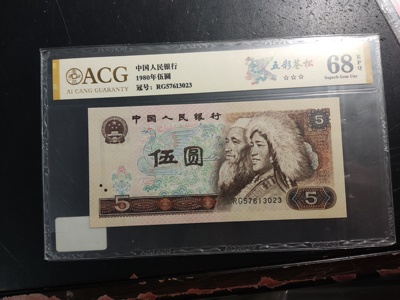 ACG
AI CANG GUARANTY
中国人民银行
1980年伍圆
冠号: RG57613023
五彩苍松
☆☆☆
68 EPQ
Superb Gem Unc
中国人民银行
5
伍圆
5
5
RG57613023